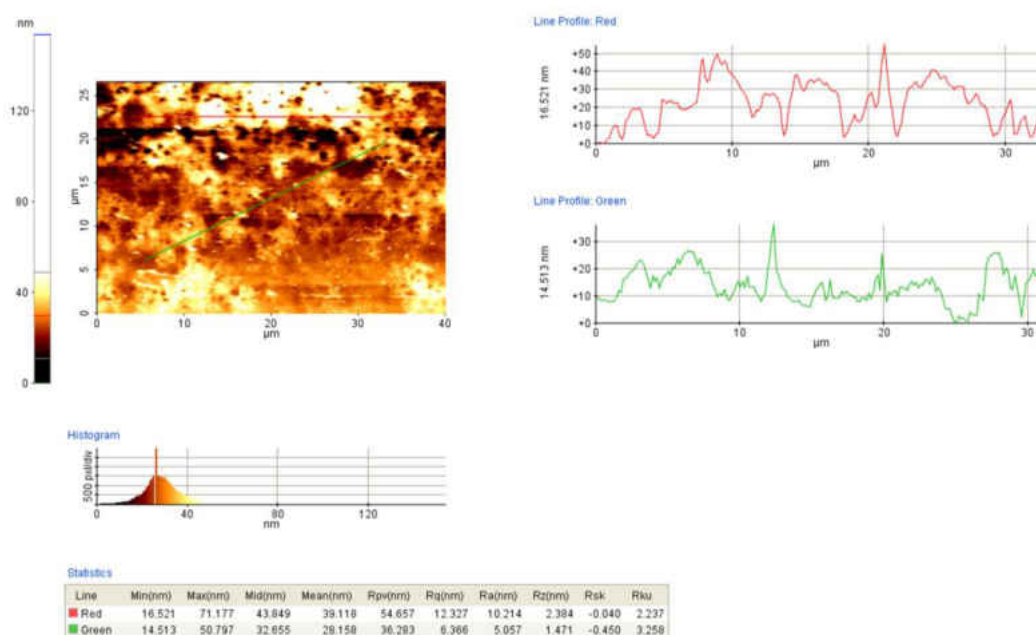 nm
120
80
40
0
µm
25
20
15
10
5
0
0 10 20 30 40
µm
Line Profile: Red
16.521 nm
+50
+40
+30
+20
+10
+0
0 10 20 30
µm
Line Profile: Green
14.513 nm
+30
+20
+10
+0
0 10 20 30
µm
Histogram
500 pxl/div
0 40 80 120
nm
Statistics
Line Min(nm) Max(nm) Mid(nm) Mean(nm) Rpv(nm) Rq(nm) Ra(nm) Rz(nm) Rsk Rku
Red 16.521 71.177 43.849 39.118 54.657 12.327 10.214 2.384 -0.040 2.237
Green 14.513 50.797 32.655 28.158 36.283 6.366 5.057 1.471 -0.450 3.258